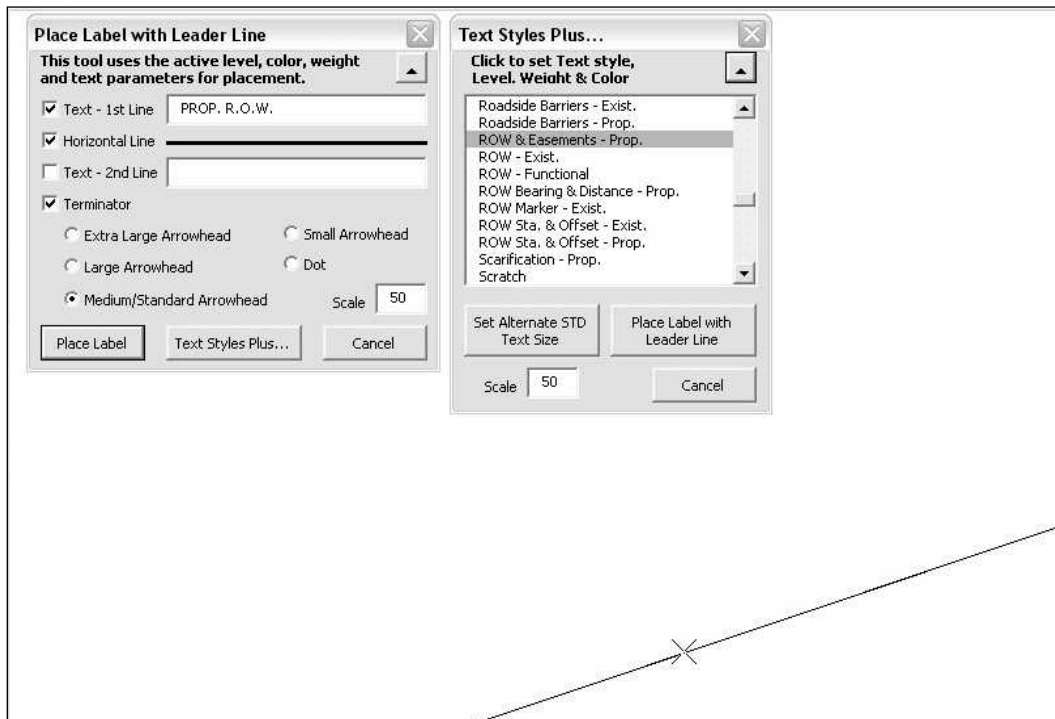 Place Label with Leader Line
This tool uses the active level, color, weight
and text parameters for placement.
Text - 1st Line
PROP. R.O.W.
Horizontal Line
Text - 2nd Line
Terminator
Extra Large Arrowhead
Small Arrowhead
Large Arrowhead
Dot
Medium/Standard Arrowhead
Scale
50
Place Label
Text Styles Plus...
Cancel
Text Styles Plus...
Click to set Text style,
Level. Weight & Color
Roadside Barriers - Exist.
Roadside Barriers - Prop.
ROW & Easements - Prop.
ROW - Exist.
ROW - Functional
ROW Bearing & Distance - Prop.
ROW Marker - Exist.
ROW Sta. & Offset - Exist.
ROW Sta. & Offset - Prop.
Scarification - Prop.
Scratch
Set Alternate STD
Text Size
Place Label with
Leader Line
Scale
50
Cancel